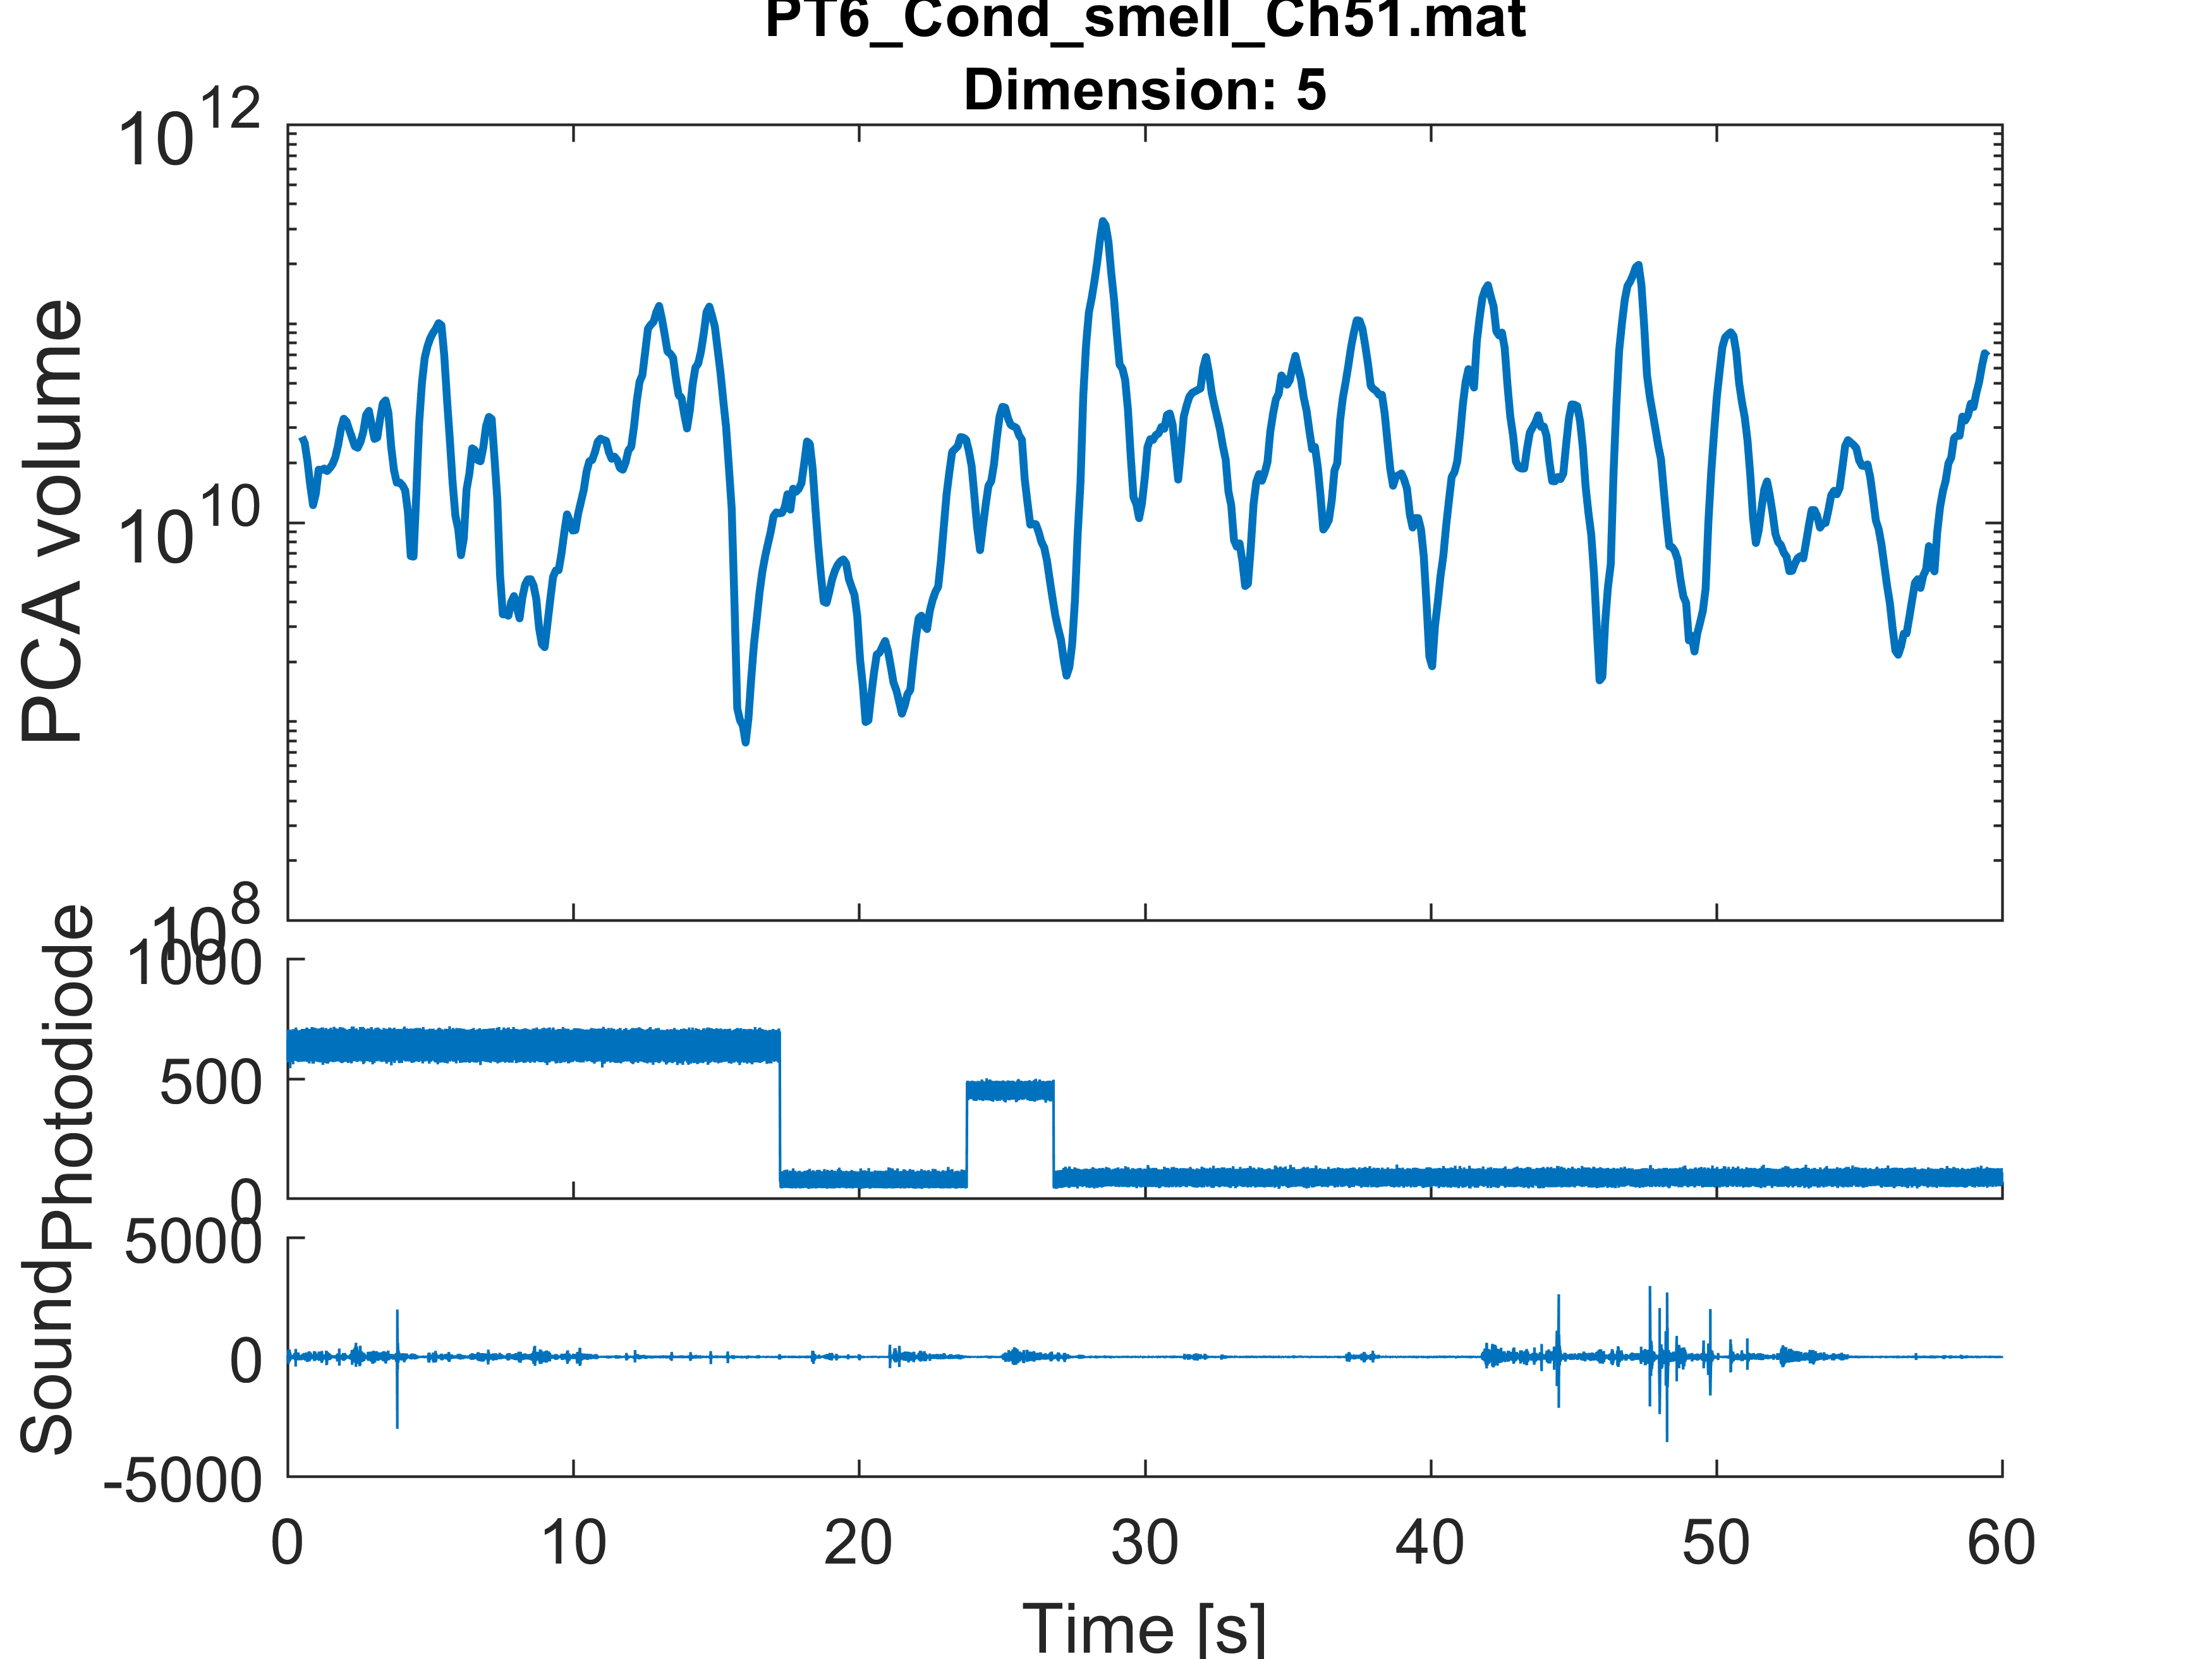 PT6_Cond_smell_Ch51.mat
Dimension: 5
10^12
10^10
10^8
PCA volume
1000
500
0
Photodiode
5000
0
-5000
Sound
0 10 20 30 40 50 60
Time [s]